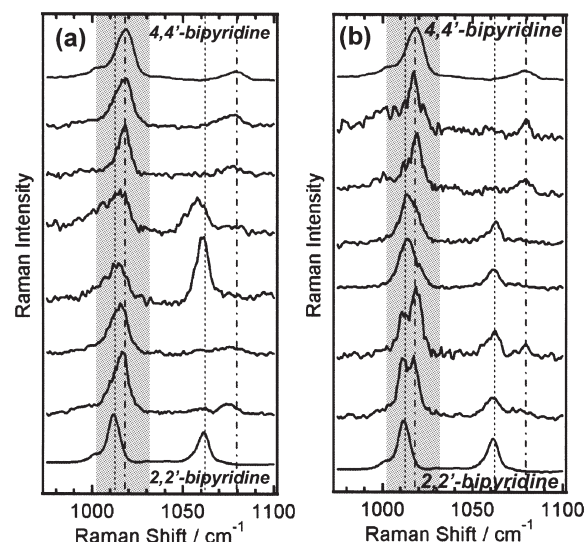 (a)
4,4'-bipyridine
Raman Intensity
2,2'-bipyridine
1000
1050
1100
Raman Shift / cm-1
(b)
4,4'-bipyridine
Raman Intensity
2,2'-bipyridine
1000
1050
1100
Raman Shift / cm-1